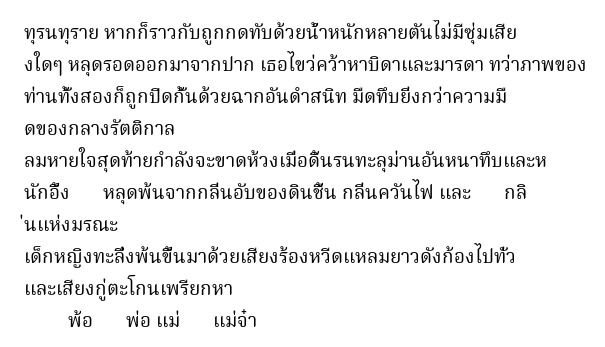 ทุรนทุราย หากก็ราวกับถูกกดทับด้วยน้ำหนักหลายตันไม่มีซุ่มเสีย
งใดๆ หลุดรอดออกมาจากปาก เธอไขว่คว้าหาบิดาและมารดา ทว่าภาพของ
ท่านทั้งสองก็ถูกปิดกั้นด้วยฉากอันดำสนิท มืดทึบยิ่งกว่าความมื
ดของกลางรัตติกาล
ลมหายใจสุดท้ายกำลังจะขาดห้วงเมื่อดิ้นรนทะลุม่านอันหนาทึบและห
นักอึ้ง หลุดพ้นจากกลิ่นอับของดินชื้น กลิ่นควันไฟ และ กลิ
่นแห่งมรณะ
เด็กหญิงทะลึ่งพ้นขึ้นมาด้วยเสียงร้องหวีดแหลมยาวดังก้องไปทั่ว
และเสียงกู่ตะโกนเพรียกหา
พ้อ พ่อ แม่ แม่จ๋า